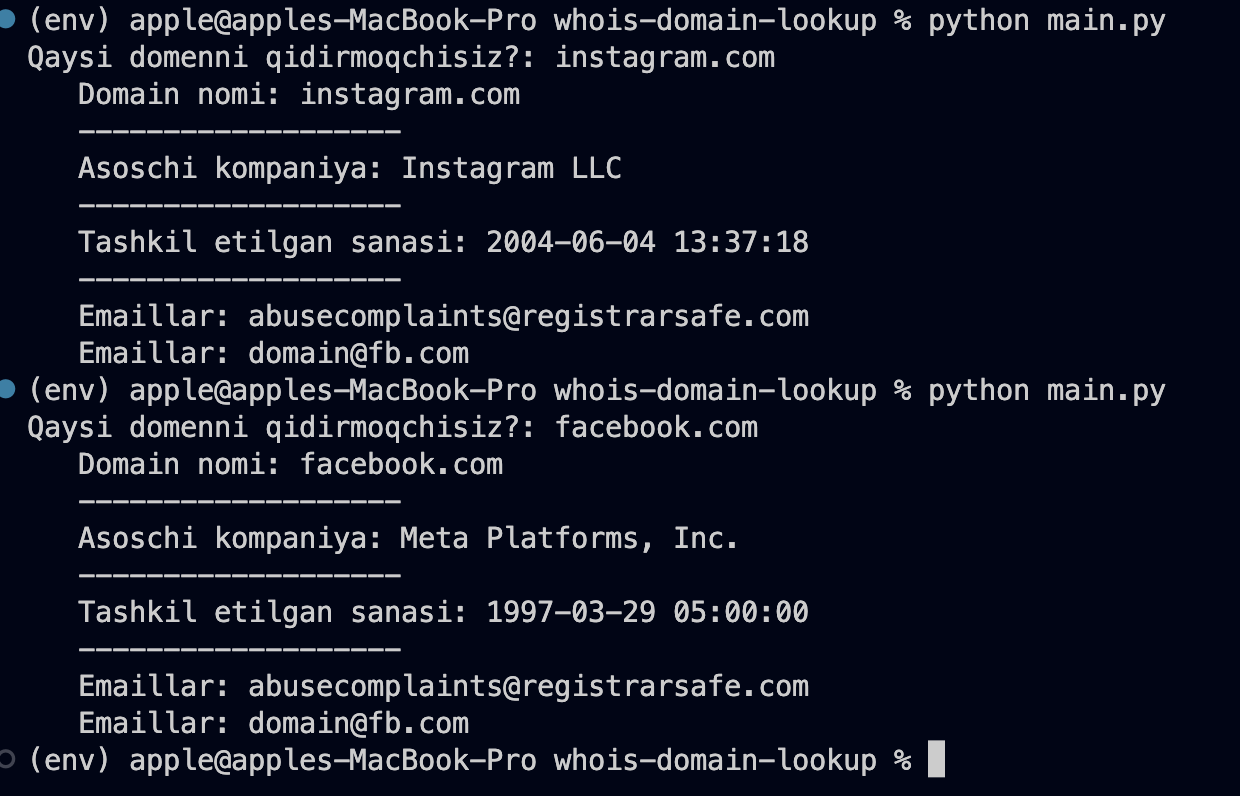 (env) apple@apples-MacBook-Pro whois-domain-lookup % python main.py
Qaysi domenni qidirmoqchisiz?: instagram.com
Domain nomi: instagram.com
-------------------
Asoschi kompaniya: Instagram LLC
-------------------
Tashkil etilgan sanasi: 2004-06-04 13:37:18
-------------------
Emaillar: abusecomplaints@registrarsafe.com
Emaillar: domain@fb.com
(env) apple@apples-MacBook-Pro whois-domain-lookup % python main.py
Qaysi domenni qidirmoqchisiz?: facebook.com
Domain nomi: facebook.com
-------------------
Asoschi kompaniya: Meta Platforms, Inc.
-------------------
Tashkil etilgan sanasi: 1997-03-29 05:00:00
-------------------
Emaillar: abusecomplaints@registrarsafe.com
Emaillar: domain@fb.com
(env) apple@apples-MacBook-Pro whois-domain-lookup %